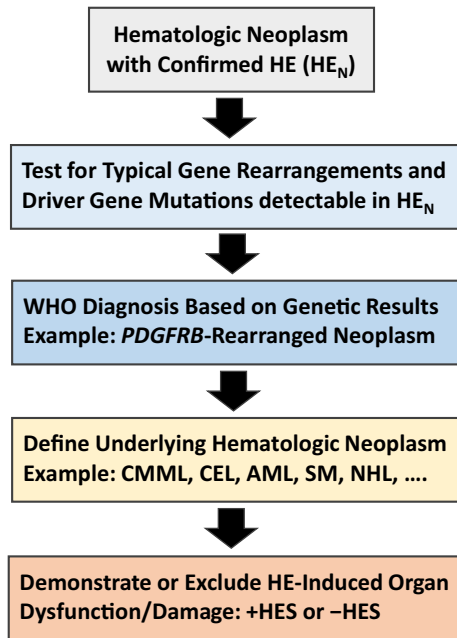 Hematologic Neoplasm
with Confirmed HE (HE_N)
Test for Typical Gene Rearrangements and
Driver Gene Mutations detectable in HE_N
WHO Diagnosis Based on Genetic Results
Example: PDGFRB-Rearranged Neoplasm
Define Underlying Hematologic Neoplasm
Example: CMML, CEL, AML, SM, NHL, ....
Demonstrate or Exclude HE-Induced Organ
Dysfunction/Damage: +HES or −HES